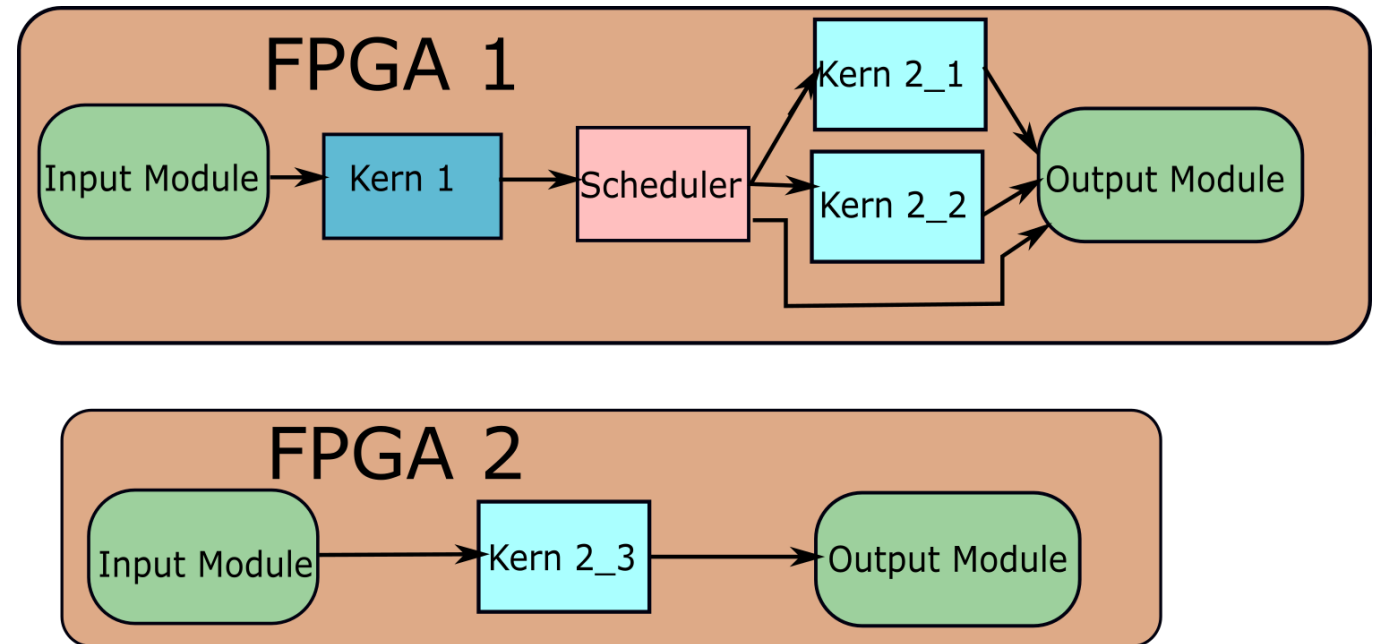 FPGA 1
Input Module
Kern 1
Scheduler
Kern 2_1
Kern 2_2
Output Module
FPGA 2
Input Module
Kern 2_3
Output Module